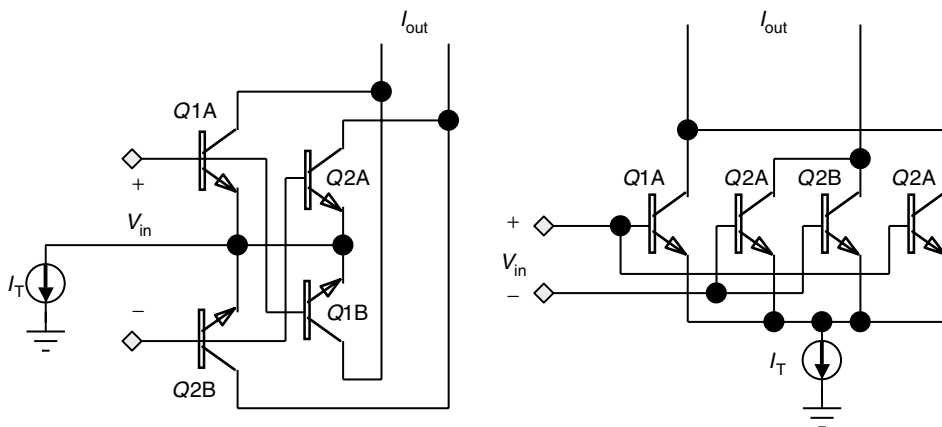 I_out
Q1A
Q2A
+
V_in
I_T
−
Q1B
Q2B
I_out
Q1A
Q2A
Q2B
Q2A
+
V_in
−
I_T